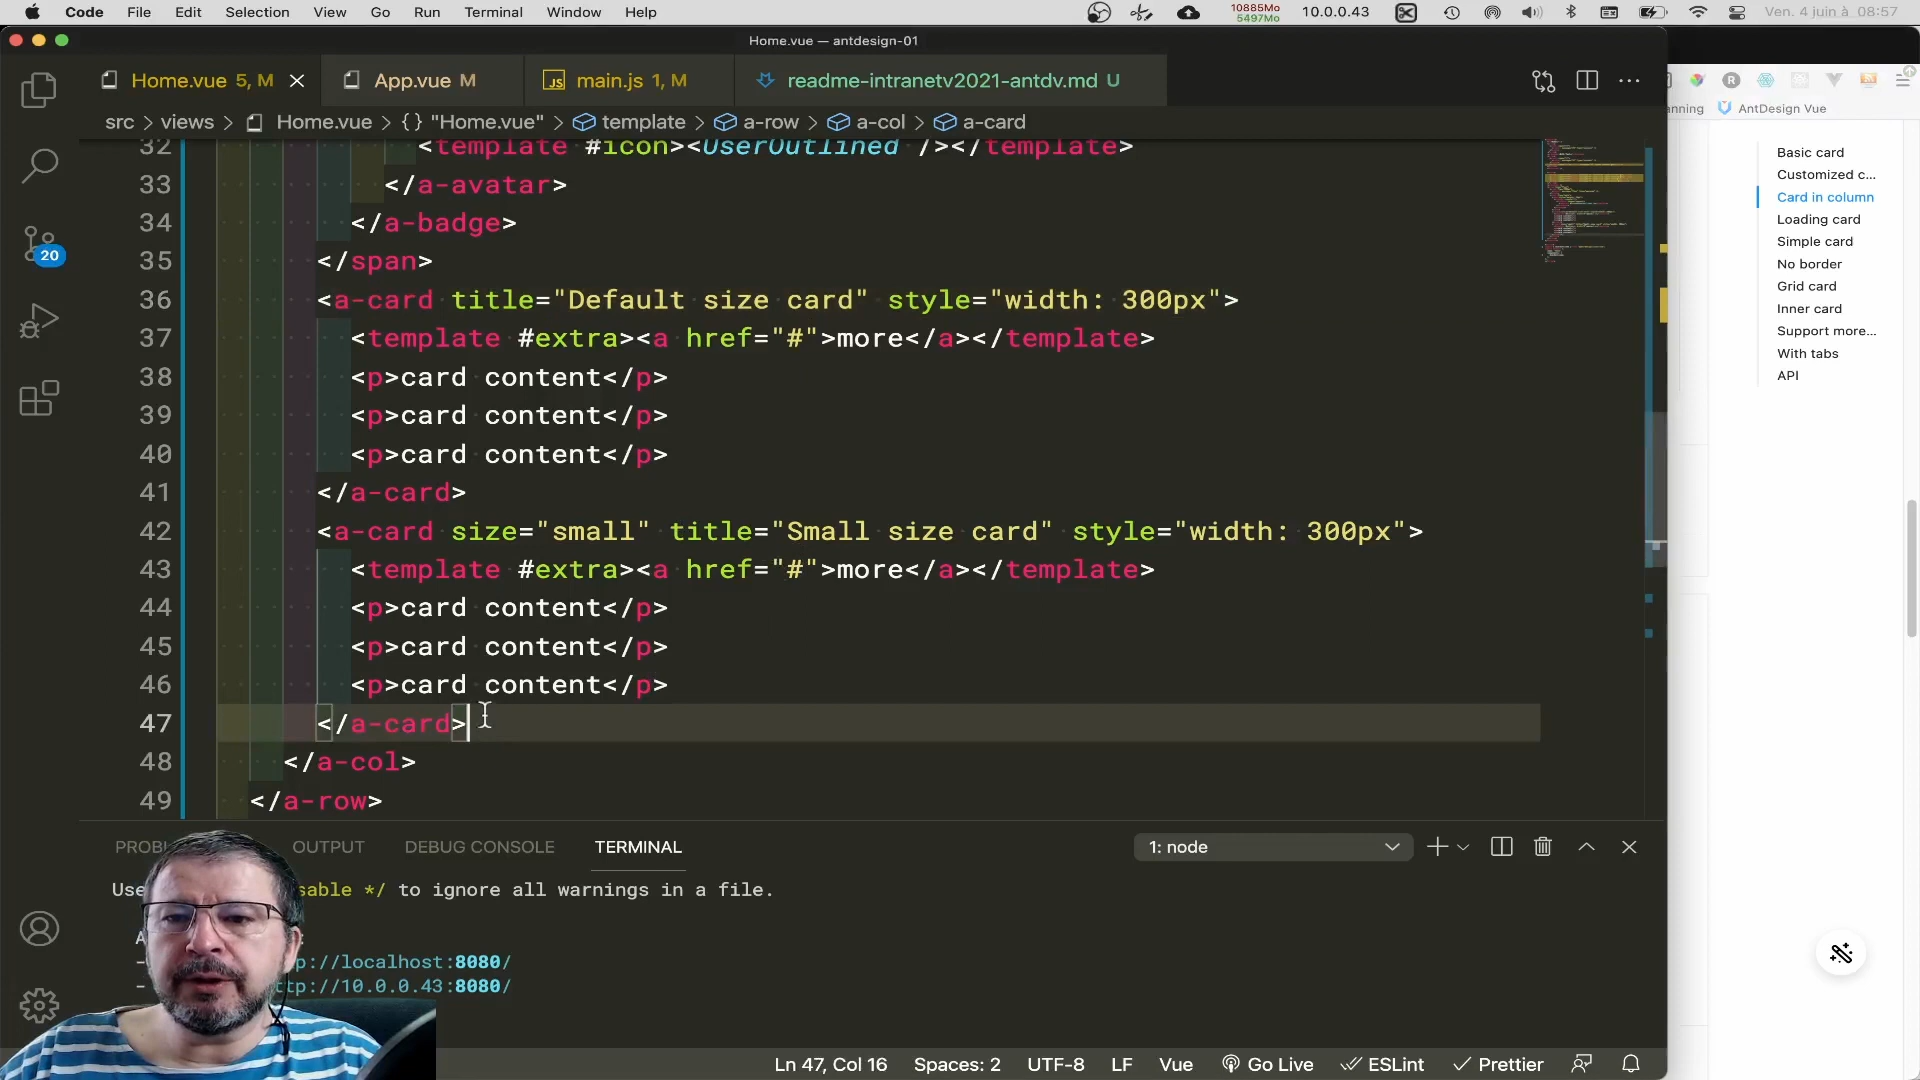 Code File Edit Selection View Go Run Terminal Window Help 10885Mo 5497Mo 10.0.0.43 Ven. 4 juin à 08:57
Home.vue — antdesign-01
Home.vue 5, M App.vue M JS main.js 1, M readme-intranetv2021-antdv.md U
src > views > Home.vue > {} "Home.vue" > template > a-row > a-col > a-card
32 <template #icon><UserOutlined /></template>
33 </a-avatar>
34 </a-badge>
35 </span>
36 <a-card title="Default size card" style="width: 300px">
37 <template #extra><a href="#">more</a></template>
38 <p>card content</p>
39 <p>card content</p>
40 <p>card content</p>
41 </a-card>
42 <a-card size="small" title="Small size card" style="width: 300px">
43 <template #extra><a href="#">more</a></template>
44 <p>card content</p>
45 <p>card content</p>
46 <p>card content</p>
47 </a-card>
48 </a-col>
49 </a-row>
20
OUTPUT DEBUG CONSOLE TERMINAL 1: node
Use sable */ to ignore all warnings in a file.
p://localhost:8080/
ttp://10.0.0.43:8080/
Ln 47, Col 16 Spaces: 2 UTF-8 LF Vue Go Live ESLint Prettier
anning AntDesign Vue
Basic card
Customized c...
Card in column
Loading card
Simple card
No border
Grid card
Inner card
Support more...
With tabs
API